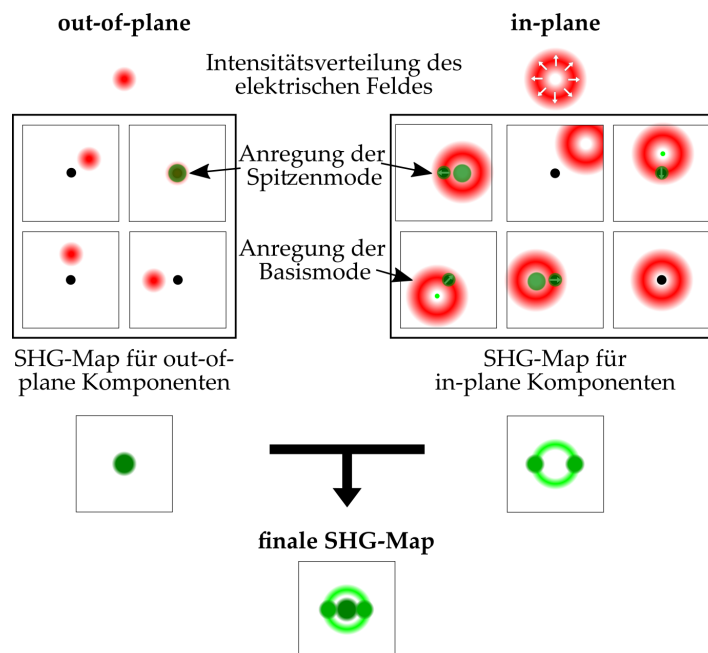 out-of-plane
in-plane
Intensitätsverteilung des
elektrischen Feldes
Anregung der
Spitzenmode
Anregung der
Basismode
SHG-Map für out-of-
plane Komponenten
SHG-Map für
in-plane Komponenten
finale SHG-Map